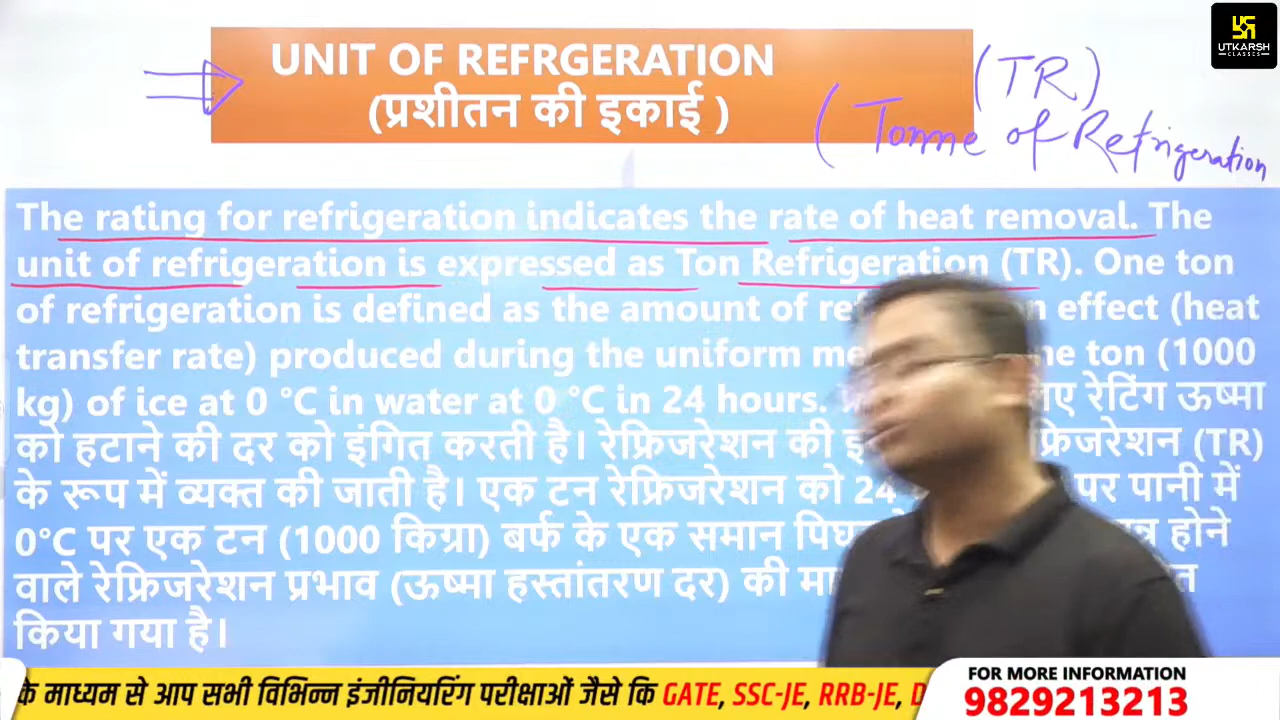 UTKARSH
CLASSES
UNIT OF REFRGERATION
(प्रशीतन की इकाई )
(TR)
( Tonne of Refrigeration
The rating for refrigeration indicates the rate of heat removal. The
unit of refrigeration is expressed as Ton Refrigeration (TR). One ton
of refrigeration is defined as the amount of effect (heat
transfer rate) produced during the uniform ton (1000
kg) of ice at 0 °C in water at 0 °C in 24 hours. रेटिंग ऊष्मा
को हटाने की दर को इंगित करती है। रेफ्रिजरेशन की (TR)
के रूप में व्यक्त की जाती है। एक टन रेफ्रिजरेशन को 24 पर पानी में
0°C पर एक टन (1000 किग्रा) बर्फ के एक समान होने
वाले रेफ्रिजरेशन प्रभाव (ऊष्मा हस्तांतरण दर) की
किया गया है।
के माध्यम से आप सभी विभिन्न इंजीनियरिंग परीक्षाओं जैसे कि GATE, SSC-JE, RRB-JE,
FOR MORE INFORMATION
9829213213